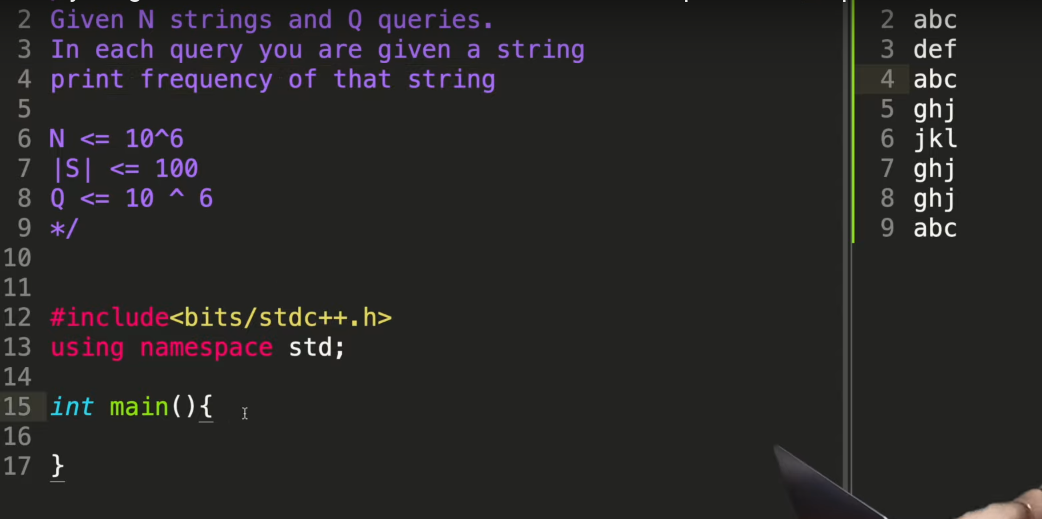 2 Given N strings and Q queries.
3 In each query you are given a string
4 print frequency of that string
5
6 N <= 10^6
7 |S| <= 100
8 Q <= 10 ^ 6
9 */
10
11
12 #include<bits/stdc++.h>
13 using namespace std;
14
15 int main(){
16
17 }
2 abc
3 def
4 abc
5 ghj
6 jkl
7 ghj
8 ghj
9 abc